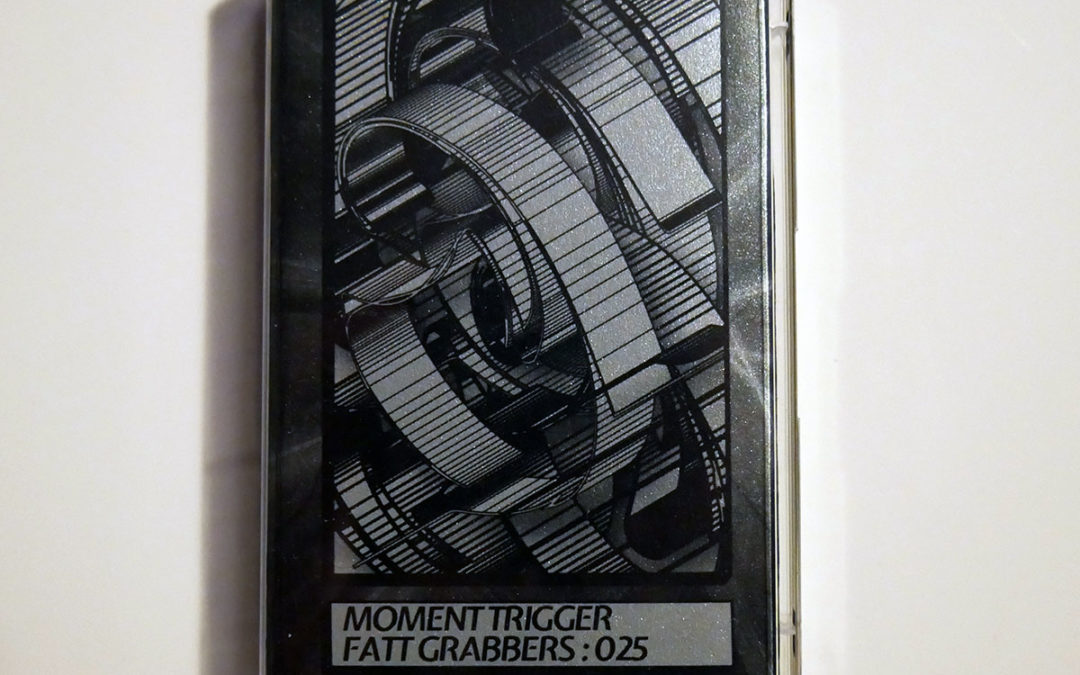 MOMENT TRIGGER
FATT GRABBERS : 025